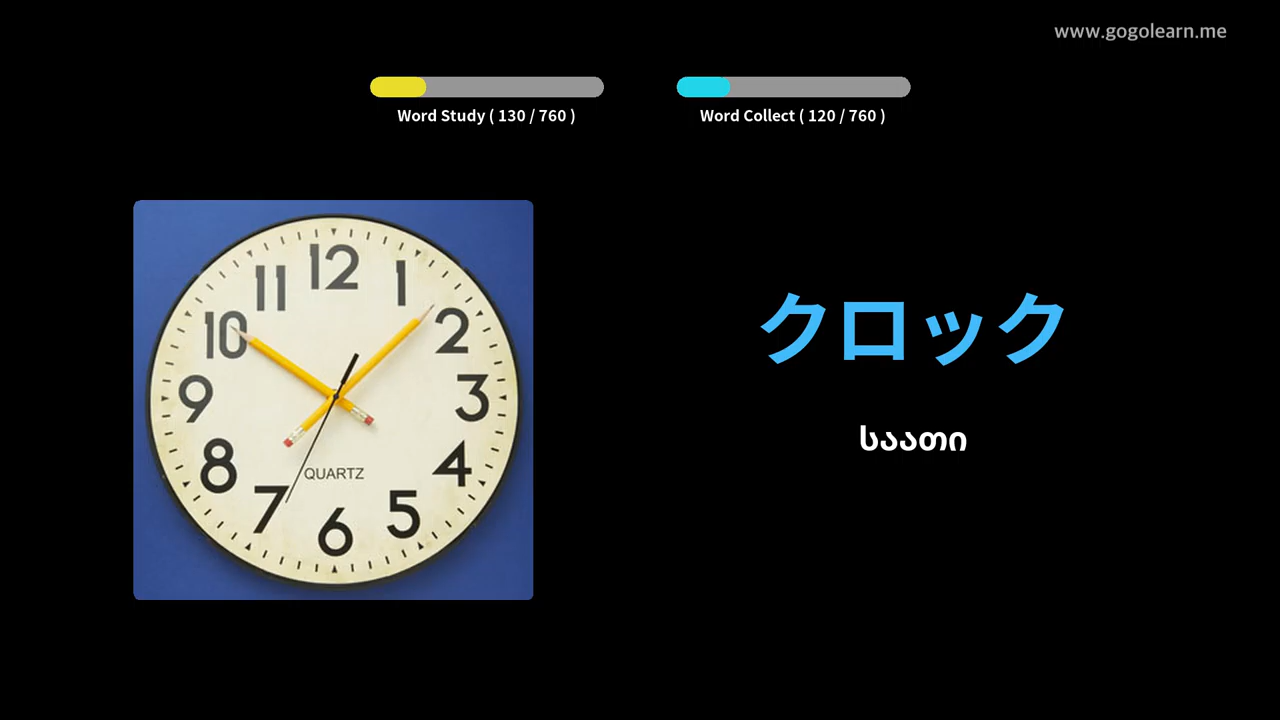 www.gogolearn.me
Word Study ( 130 / 760 )
Word Collect ( 120 / 760 )
12
11
1
10
2
9
3
8
4
QUARTZ
7
5
6
クロック
საათი